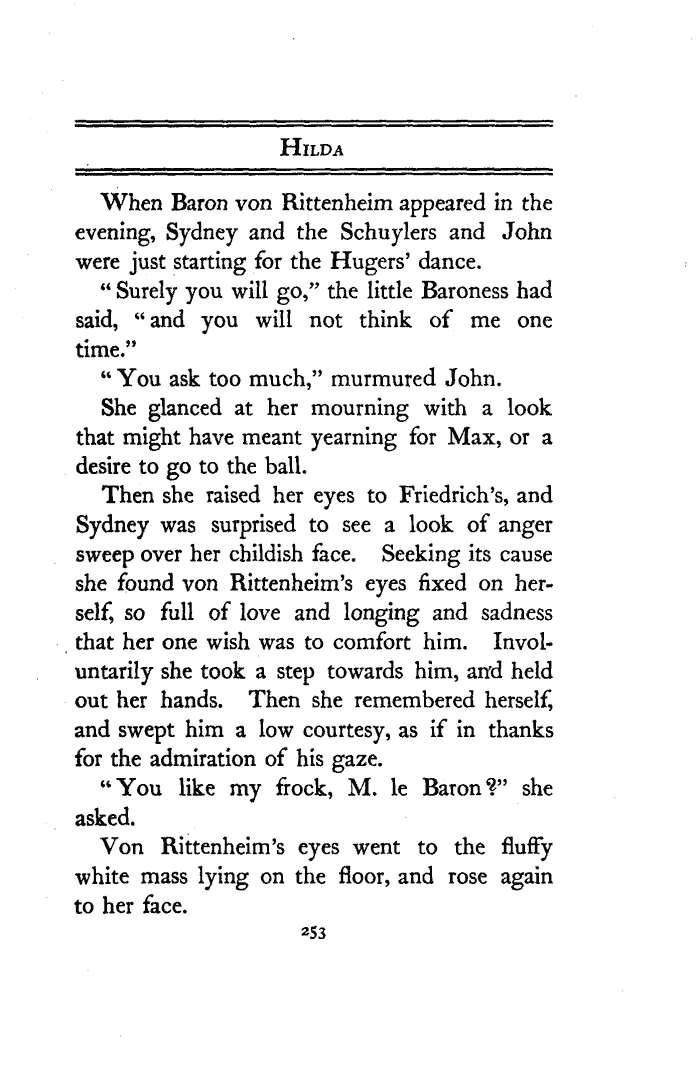 HILDA
When Baron von Rittenheim appeared in the
evening, Sydney and the Schuylers and John
were just starting for the Hugers’ dance.
“Surely you will go,” the little Baroness had
said, “and you will not think of me one
time.”
“You ask too much,” murmured John.
She glanced at her mourning with a look
that might have meant yearning for Max, or a
desire to go to the ball.
Then she raised her eyes to Friedrich’s, and
Sydney was surprised to see a look of anger
sweep over her childish face. Seeking its cause
she found von Rittenheim’s eyes fixed on her-
self, so full of love and longing and sadness
that her one wish was to comfort him. Invol-
untarily she took a step towards him, and held
out her hands. Then she remembered herself,
and swept him a low courtesy, as if in thanks
for the admiration of his gaze.
“You like my frock, M. le Baron?” she
asked.
Von Rittenheim’s eyes went to the fluffy
white mass lying on the floor, and rose again
to her face.
253